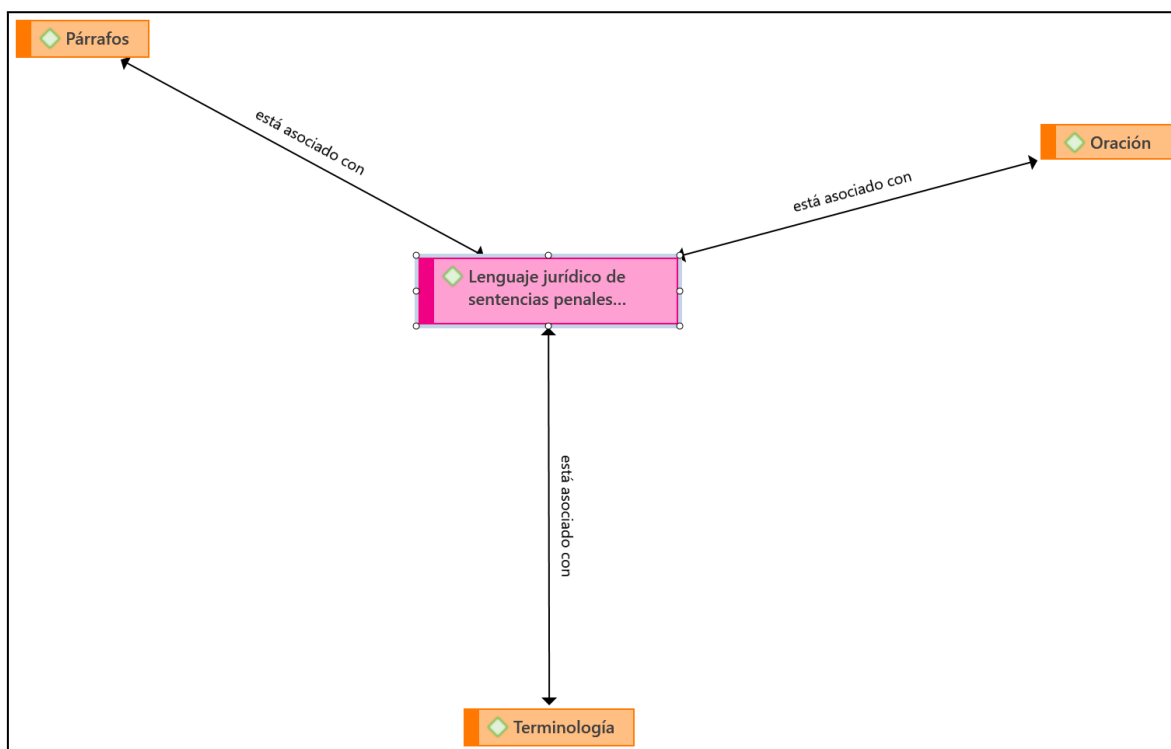 Párrafos
está asociado con
Oración
está asociado con
Lenguaje jurídico de
sentencias penales...
está asociado con
Terminología